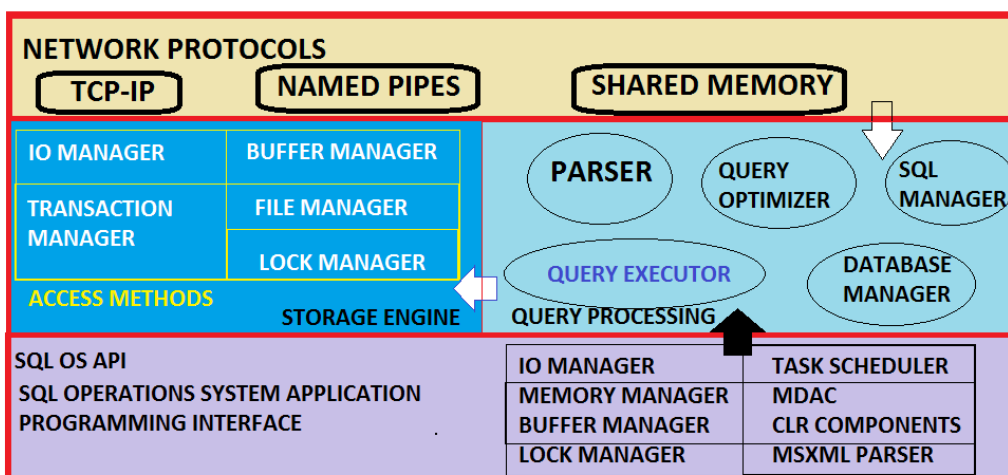 NETWORK PROTOCOLS
TCP-IP
NAMED PIPES
SHARED MEMORY
IO MANAGER
BUFFER MANAGER
TRANSACTION
MANAGER
FILE MANAGER
LOCK MANAGER
ACCESS METHODS
STORAGE ENGINE
PARSER
QUERY
OPTIMIZER
SQL
MANAGER
QUERY EXECUTOR
DATABASE
MANAGER
QUERY PROCESSING
SQL OS API
SQL OPERATIONS SYSTEM APPLICATION
PROGRAMMING INTERFACE
.
IO MANAGER
MEMORY MANAGER
BUFFER MANAGER
LOCK MANAGER
TASK SCHEDULER
MDAC
CLR COMPONENTS
MSXML PARSER